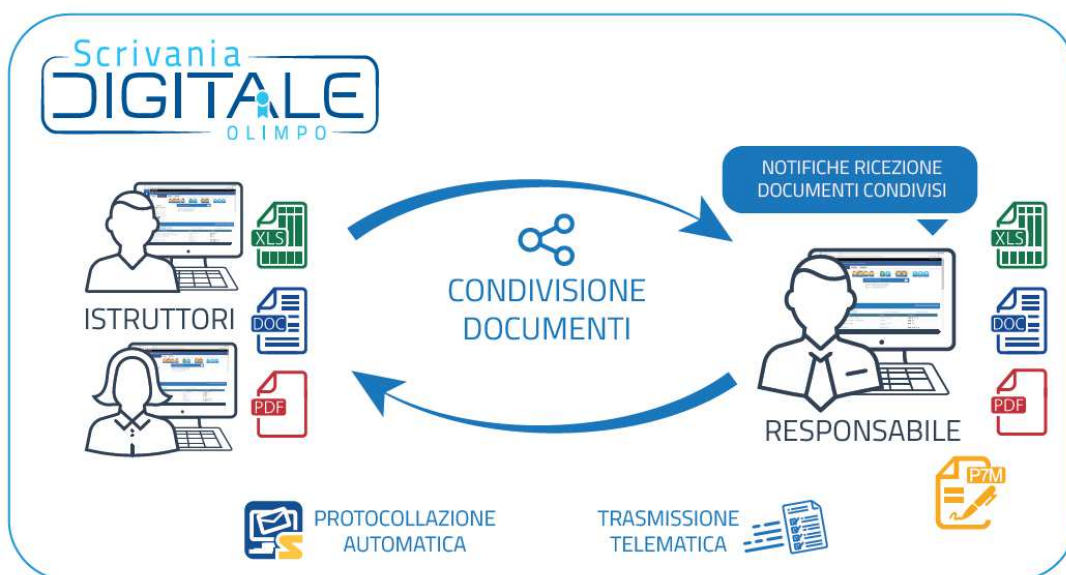 Scrivania
DIGITALE
OLIMPO
NOTIFICHE RICEZIONE
DOCUMENTI CONDIVISI
XLS
DOC
PDF
ISTRUTTORI
CONDIVISIONE
DOCUMENTI
XLS
DOC
PDF
RESPONSABILE
P7M
PROTOCOLLAZIONE
AUTOMATICA
TRASMISSIONE
TELEMATICA